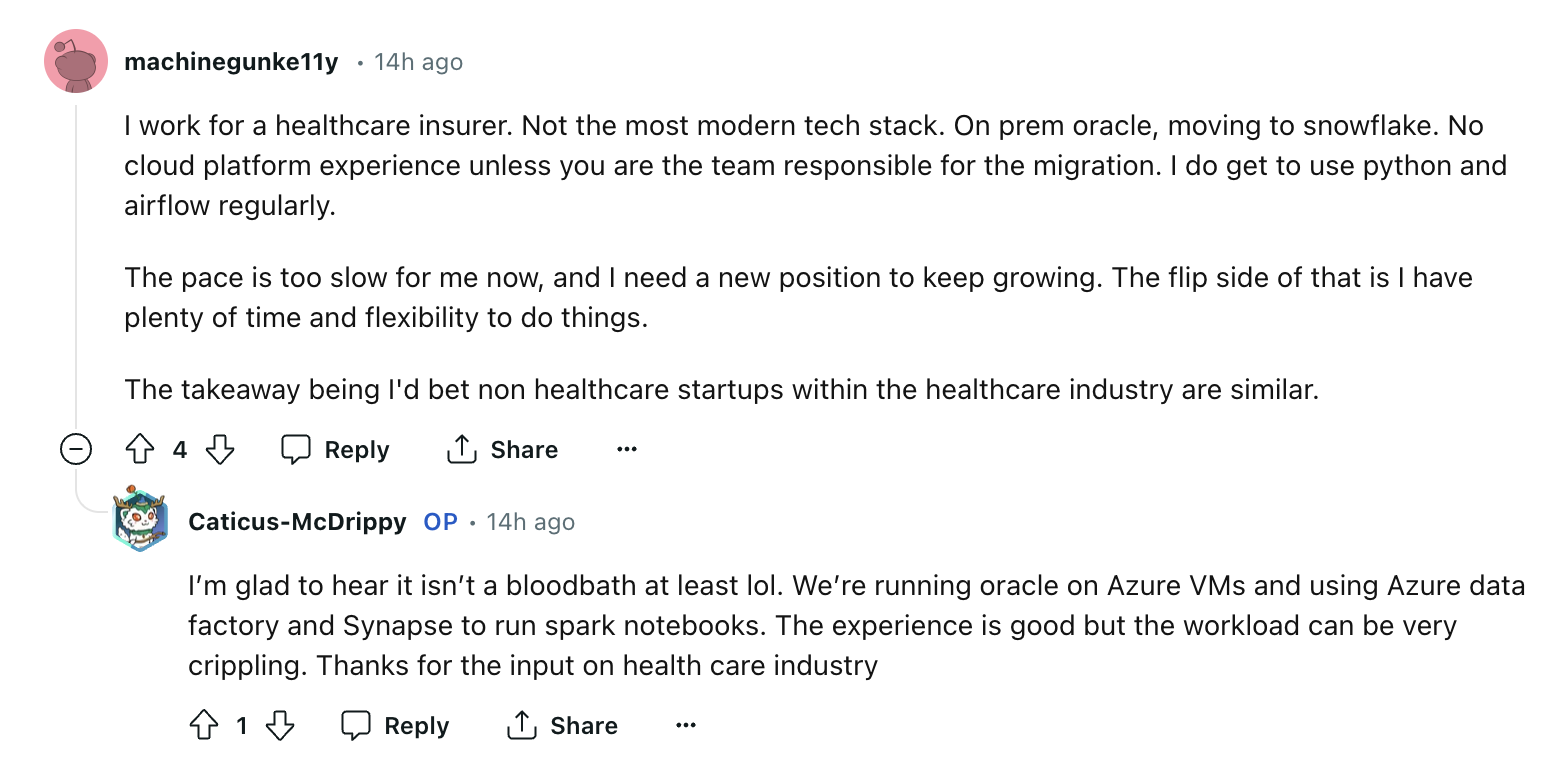 machinegunke11y • 14h ago
I work for a healthcare insurer. Not the most modern tech stack. On prem oracle, moving to snowflake. No
cloud platform experience unless you are the team responsible for the migration. I do get to use python and
airflow regularly.
The pace is too slow for me now, and I need a new position to keep growing. The flip side of that is I have
plenty of time and flexibility to do things.
The takeaway being I'd bet non healthcare startups within the healthcare industry are similar.
4 Reply Share ...
Caticus-McDrippy OP • 14h ago
I’m glad to hear it isn’t a bloodbath at least lol. We’re running oracle on Azure VMs and using Azure data
factory and Synapse to run spark notebooks. The experience is good but the workload can be very
crippling. Thanks for the input on health care industry
1 Reply Share ...